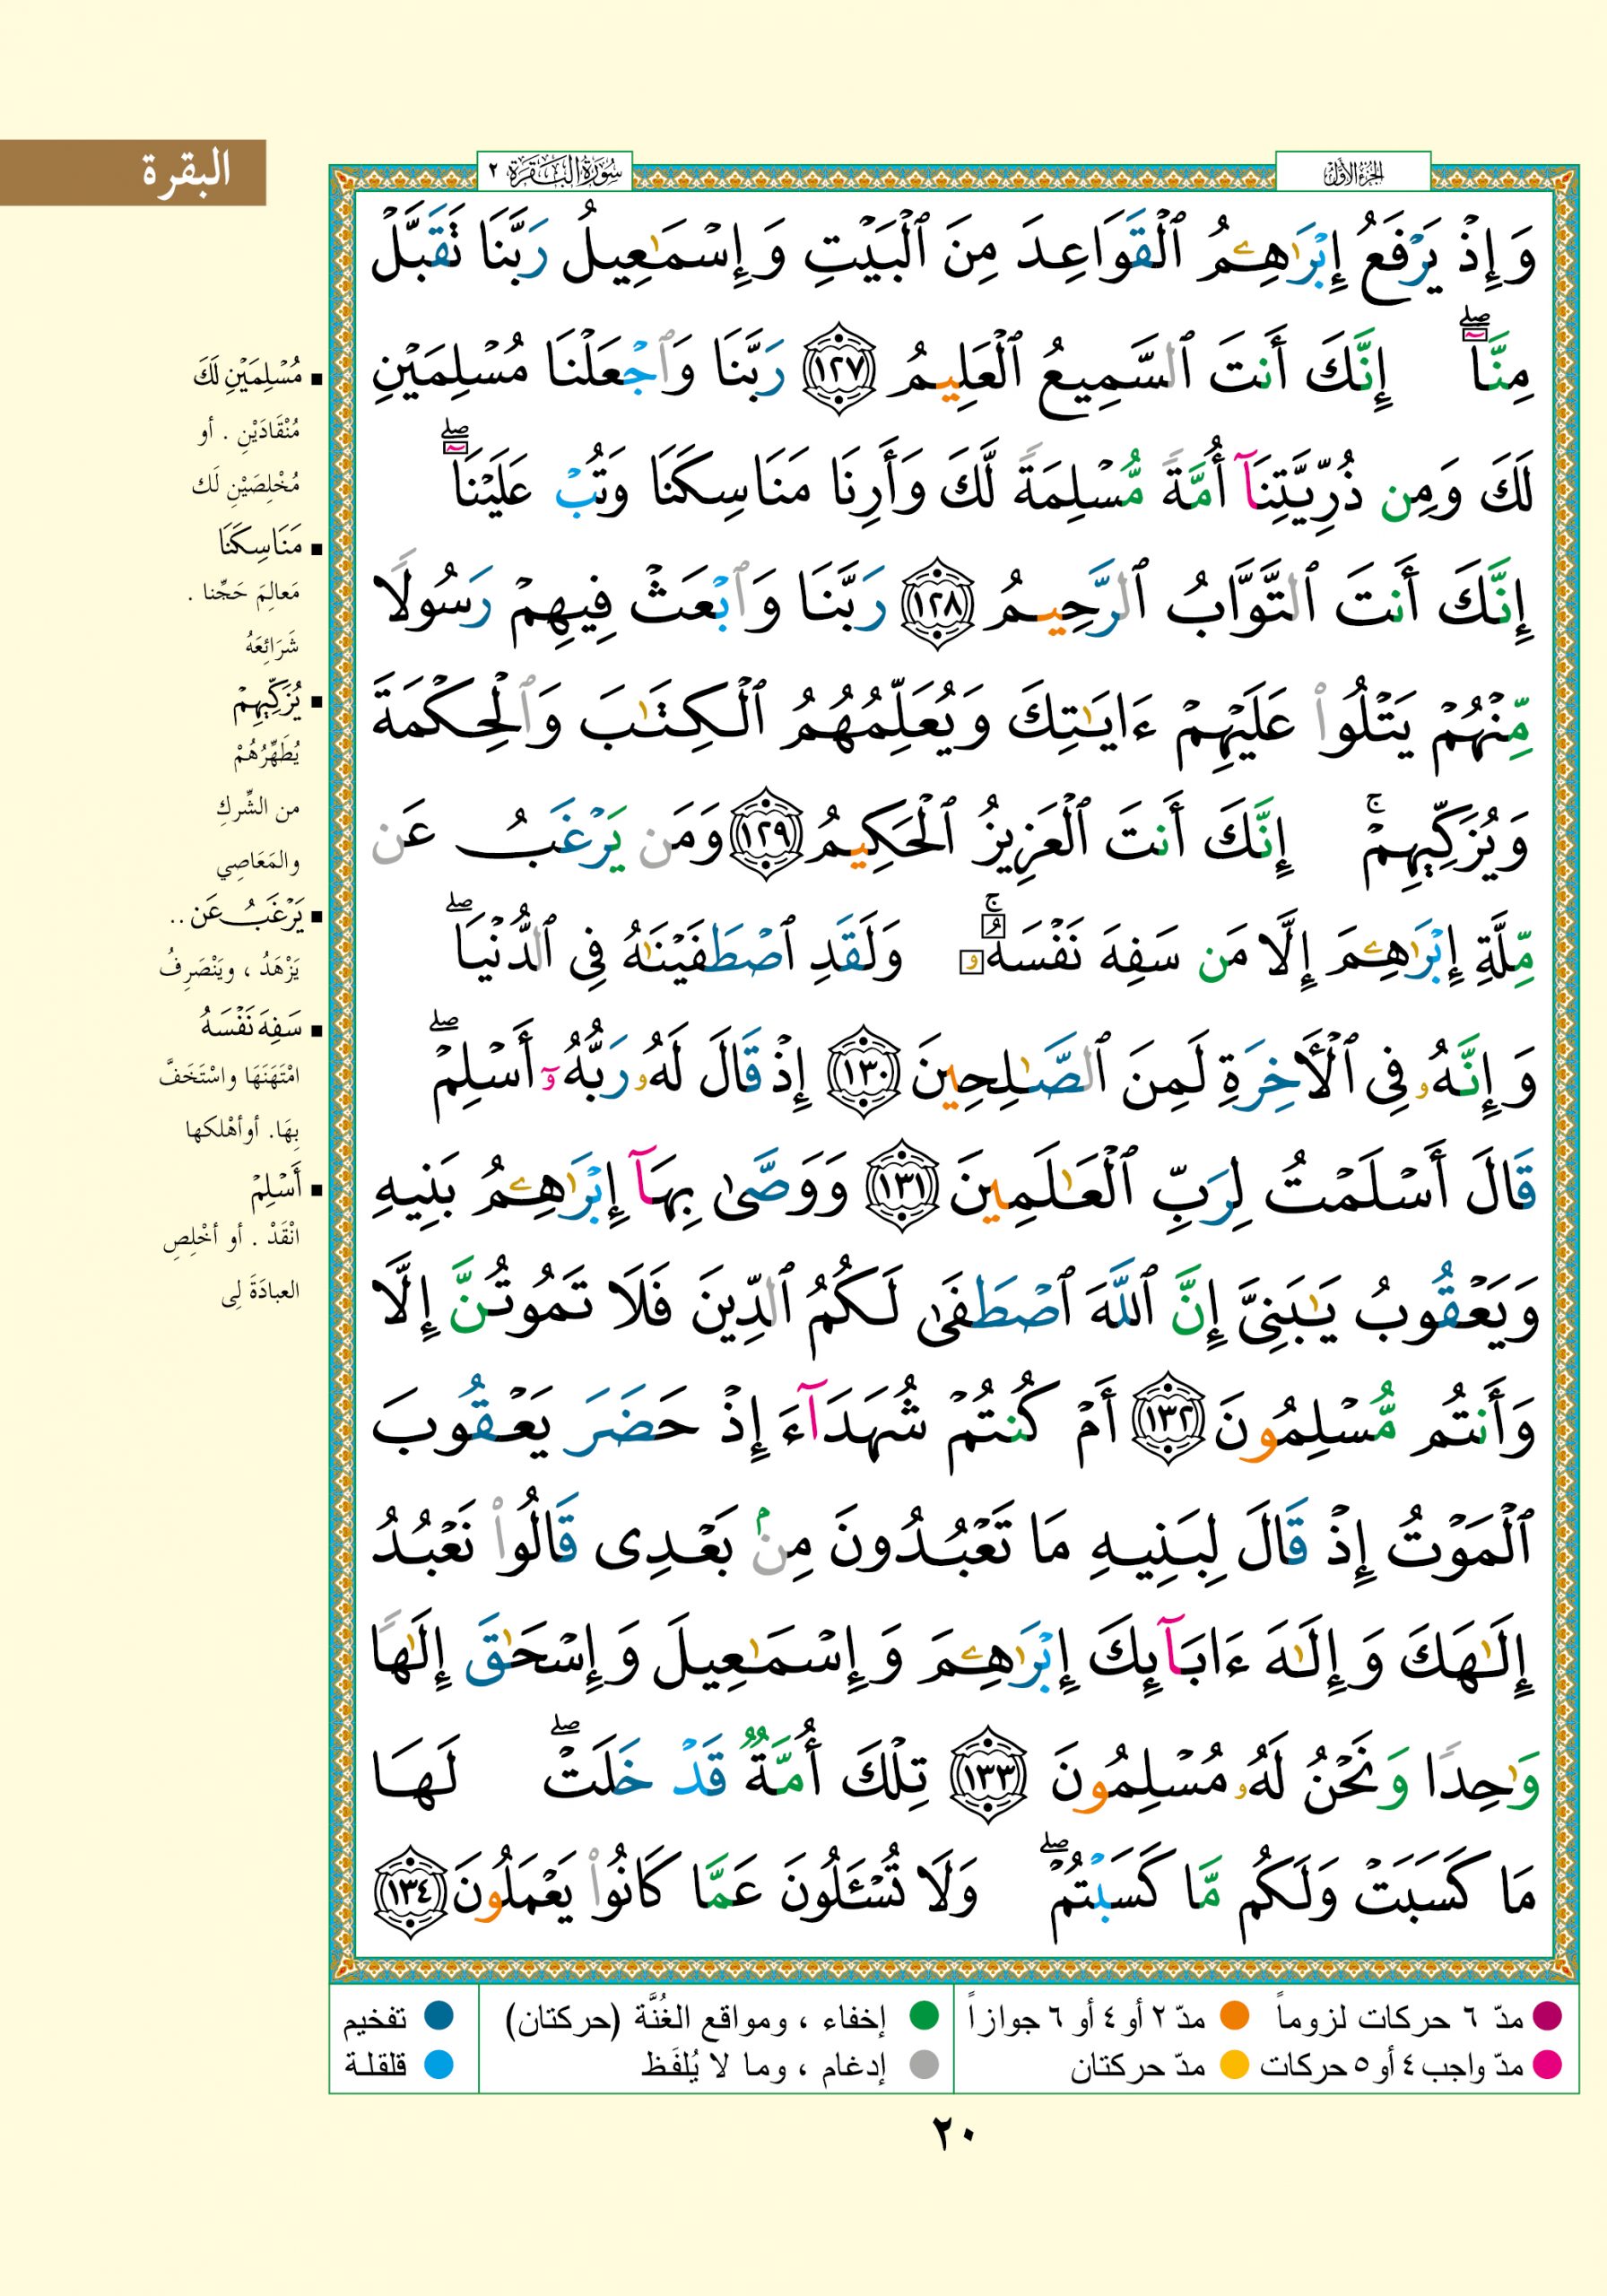 البقرة
الجزء الأول
سورة البقرة ٢
وَإِذْ يَرْفَعُ إِبْرَٰهِـۧمُ ٱلْقَوَاعِدَ مِنَ ٱلْبَيْتِ وَإِسْمَـٰعِيلُ رَبَّنَا تَقَبَّلْ
مِنَّآ ۖ إِنَّكَ أَنتَ ٱلسَّمِيعُ ٱلْعَلِيمُ ١٢٧ رَبَّنَا وَٱجْعَلْنَا مُسْلِمَيْنِ
لَكَ وَمِن ذُرِّيَّتِنَآ أُمَّةً مُّسْلِمَةً لَّكَ وَأَرِنَا مَنَاسِكَنَا وَتُبْ عَلَيْنَآ ۖ
إِنَّكَ أَنتَ ٱلتَّوَّابُ ٱلرَّحِيمُ ١٢٨ رَبَّنَا وَٱبْعَثْ فِيهِمْ رَسُولًا
مِّنْهُمْ يَتْلُوا۟ عَلَيْهِمْ ءَايَـٰتِكَ وَيُعَلِّمُهُمُ ٱلْكِتَـٰبَ وَٱلْحِكْمَةَ
وَيُزَكِّيهِمْ ۚ إِنَّكَ أَنتَ ٱلْعَزِيزُ ٱلْحَكِيمُ ١٢٩ وَمَن يَرْغَبُ عَن
مِّلَّةِ إِبْرَٰهِـۧمَ إِلَّا مَن سَفِهَ نَفْسَهُۥ ۚ وَلَقَدِ ٱصْطَفَيْنَـٰهُ فِى ٱلدُّنْيَا ۖ
وَإِنَّهُۥ فِى ٱلْـَٔاخِرَةِ لَمِنَ ٱلصَّـٰلِحِينَ ١٣٠ إِذْ قَالَ لَهُۥ رَبُّهُۥٓ أَسْلِمْ ۖ
قَالَ أَسْلَمْتُ لِرَبِّ ٱلْعَـٰلَمِينَ ١٣١ وَوَصَّىٰ بِهَآ إِبْرَٰهِـۧمُ بَنِيهِ
وَيَعْقُوبُ يَـٰبَنِىَّ إِنَّ ٱللَّهَ ٱصْطَفَىٰ لَكُمُ ٱلدِّينَ فَلَا تَمُوتُنَّ إِلَّا
وَأَنتُم مُّسْلِمُونَ ١٣٢ أَمْ كُنتُمْ شُهَدَآءَ إِذْ حَضَرَ يَعْقُوبَ
ٱلْمَوْتُ إِذْ قَالَ لِبَنِيهِ مَا تَعْبُدُونَ مِنۢ بَعْدِى قَالُوا۟ نَعْبُدُ
إِلَـٰهَكَ وَإِلَـٰهَ ءَابَآئِكَ إِبْرَٰهِـۧمَ وَإِسْمَـٰعِيلَ وَإِسْحَـٰقَ إِلَـٰهًا
وَٰحِدًا وَنَحْنُ لَهُۥ مُسْلِمُونَ ١٣٣ تِلْكَ أُمَّةٌ قَدْ خَلَتْ ۖ لَهَا
مَا كَسَبَتْ وَلَكُم مَّا كَسَبْتُمْ ۖ وَلَا تُسْـَٔلُونَ عَمَّا كَانُوا۟ يَعْمَلُونَ ١٣٤
■ مُسْلِمَيْنِ لَكَ
مُنْقَادَيْنِ . أو
مُخْلِصَيْنِ لَك
■ مَنَاسِكَنَا
مَعالِمَ حَجِّنا .
شَرَائِعَهُ
■ يُزَكِّيهِمْ
يُطَهِّرُهُمْ
من الشِّركِ
والمَعَاصِي
■ يَرْغَبُ عَن ..
يَزْهَدُ ، ويَنْصَرِفُ
■ سَفِهَ نَفْسَهُ
امْتَهَنَهَا واسْتَخَفَّ
بِهَا. أوأهْلكها
■ أَسْلِمْ
انْقَدْ . أو أخْلِصِ
العبادَةَ لِى
مدّ ٦ حركات لزوماً مدّ ٢ أو ٤ أو ٦ جوازاً إخفاء ، ومواقع الغُنَّة (حركتان) تفخيم
مدّ واجب ٤ أو ٥ حركات مدّ حركتان إدغام ، وما لا يُلفَظ قلقلة
٢٠